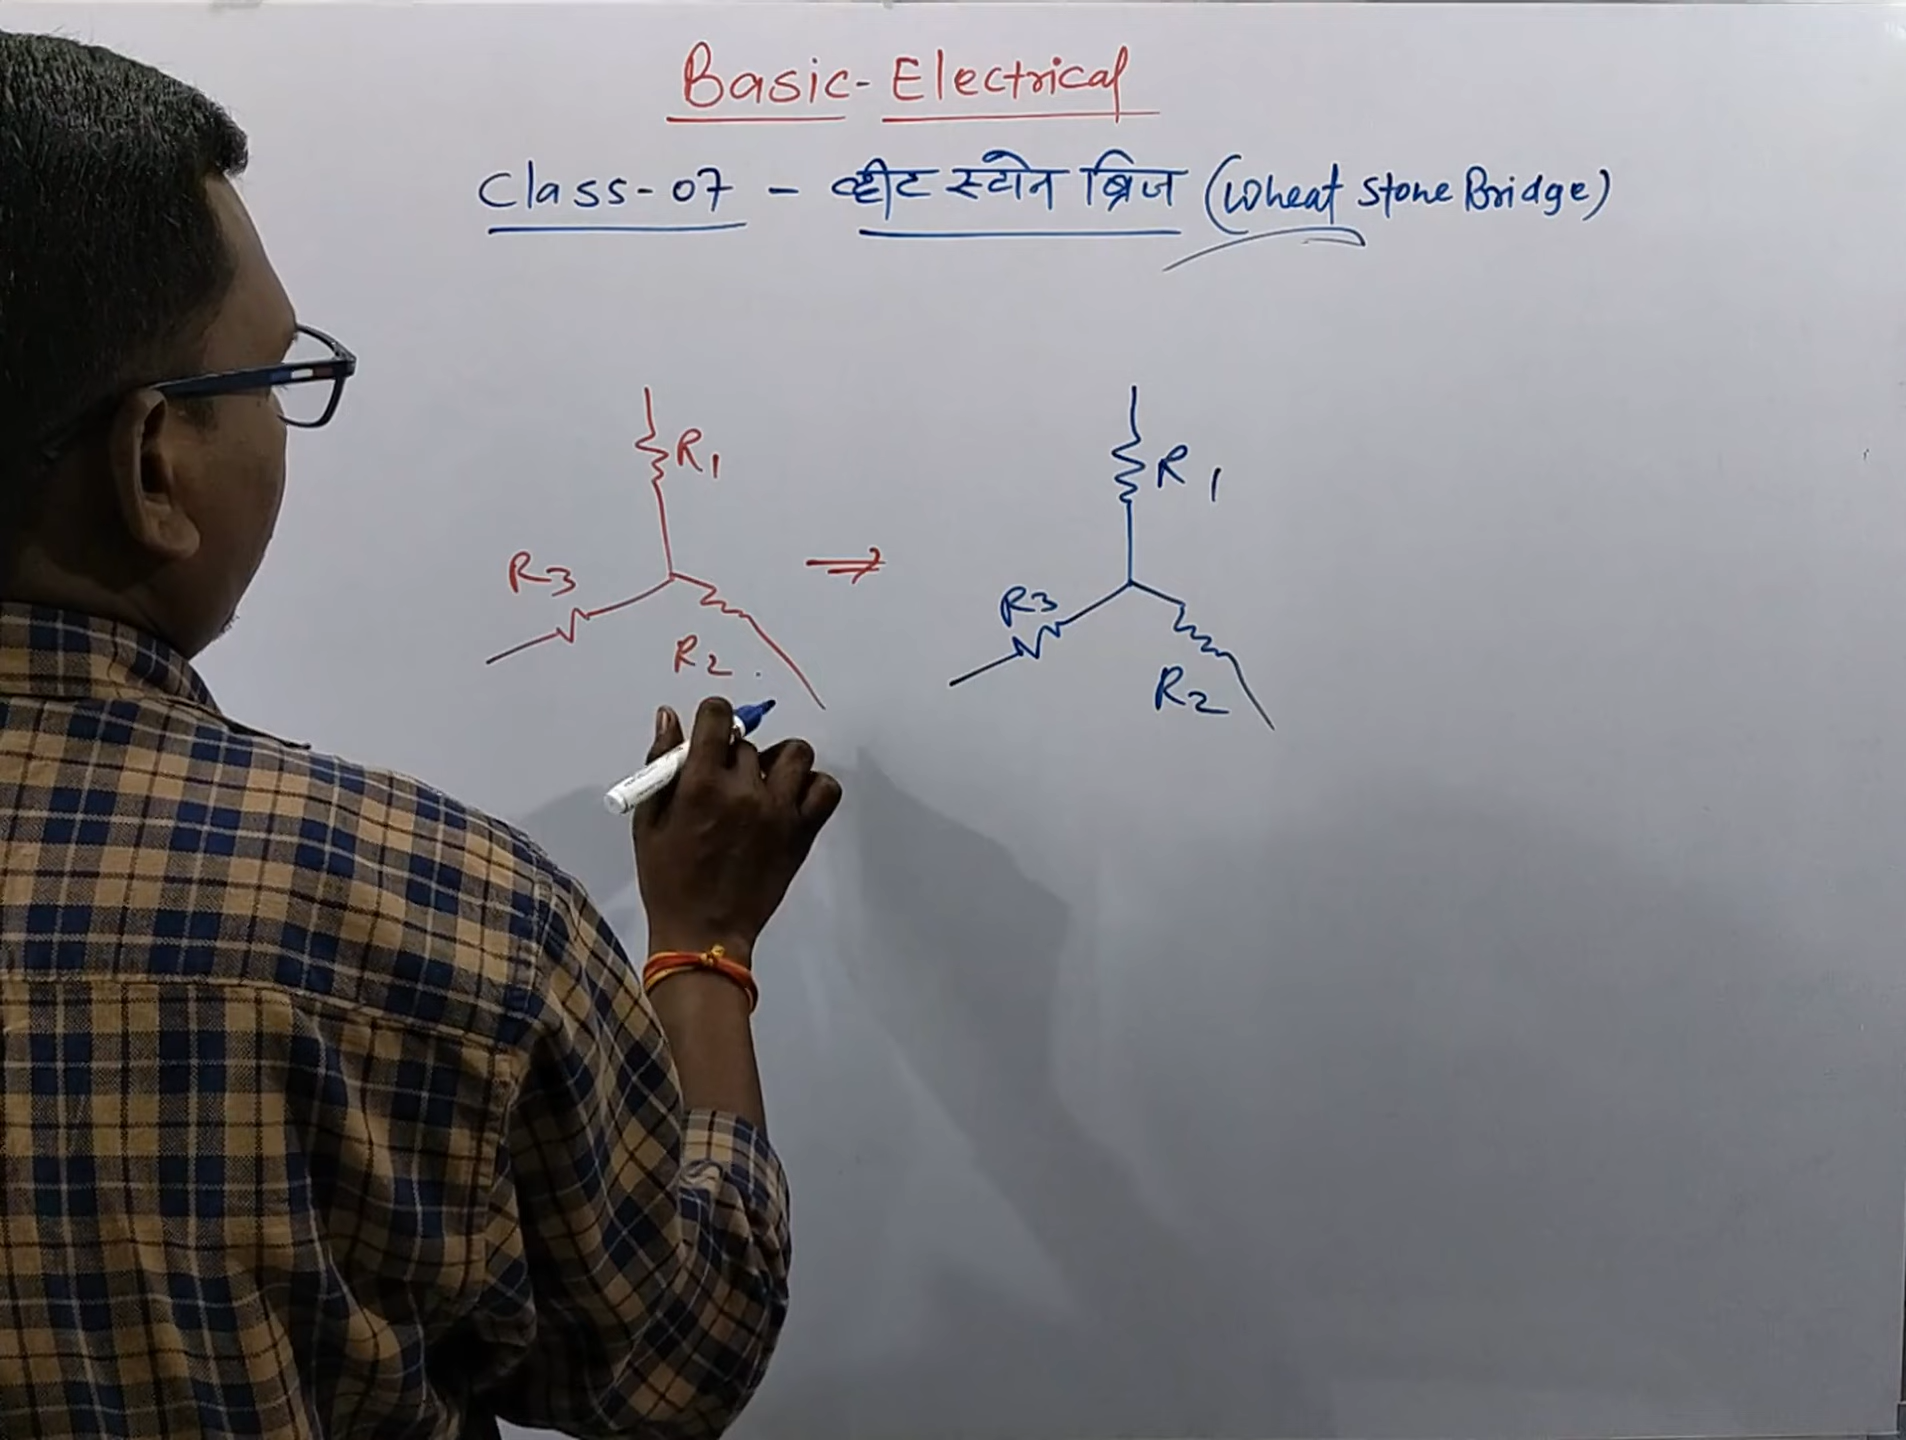 Basic-Electrical
Class-07 - व्हीट स्टोन ब्रिज (Wheat Stone Bridge)
R1
R1
R3
R3
R2
R2